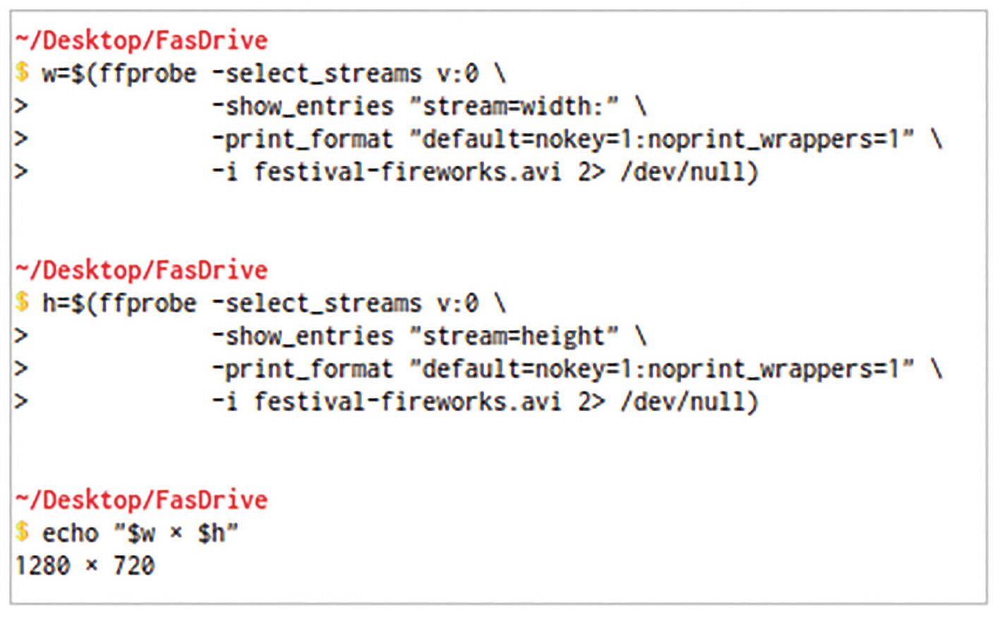 ~/Desktop/FasDrive
$ w=$(ffprobe -select_streams v:0 \
>             -show_entries "stream=width:" \
>             -print_format "default=nokey=1:noprint_wrappers=1" \
>             -i festival-fireworks.avi 2> /dev/null)
~/Desktop/FasDrive
$ h=$(ffprobe -select_streams v:0 \
>             -show_entries "stream=height" \
>             -print_format "default=nokey=1:noprint_wrappers=1" \
>             -i festival-fireworks.avi 2> /dev/null)
~/Desktop/FasDrive
$ echo "$w × $h"
1280 × 720